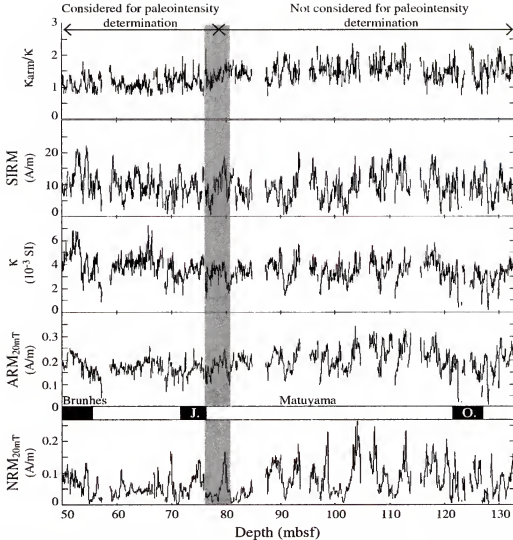 Considered for paleointensity
determination
Not considered for paleointensity
determination
κarm/κ
3
2
1
0
SIRM
(A/m)
20
10
0
κ
(10⁻³ SI)
6
4
2
0
ARM20mT
(A/m)
0.3
0.2
0.1
0
Brunhes
J.
Matuyama
O.
NRM20mT
(A/m)
0.2
0.1
0
50 60 70 80 90 100 110 120 130
Depth (mbsf)